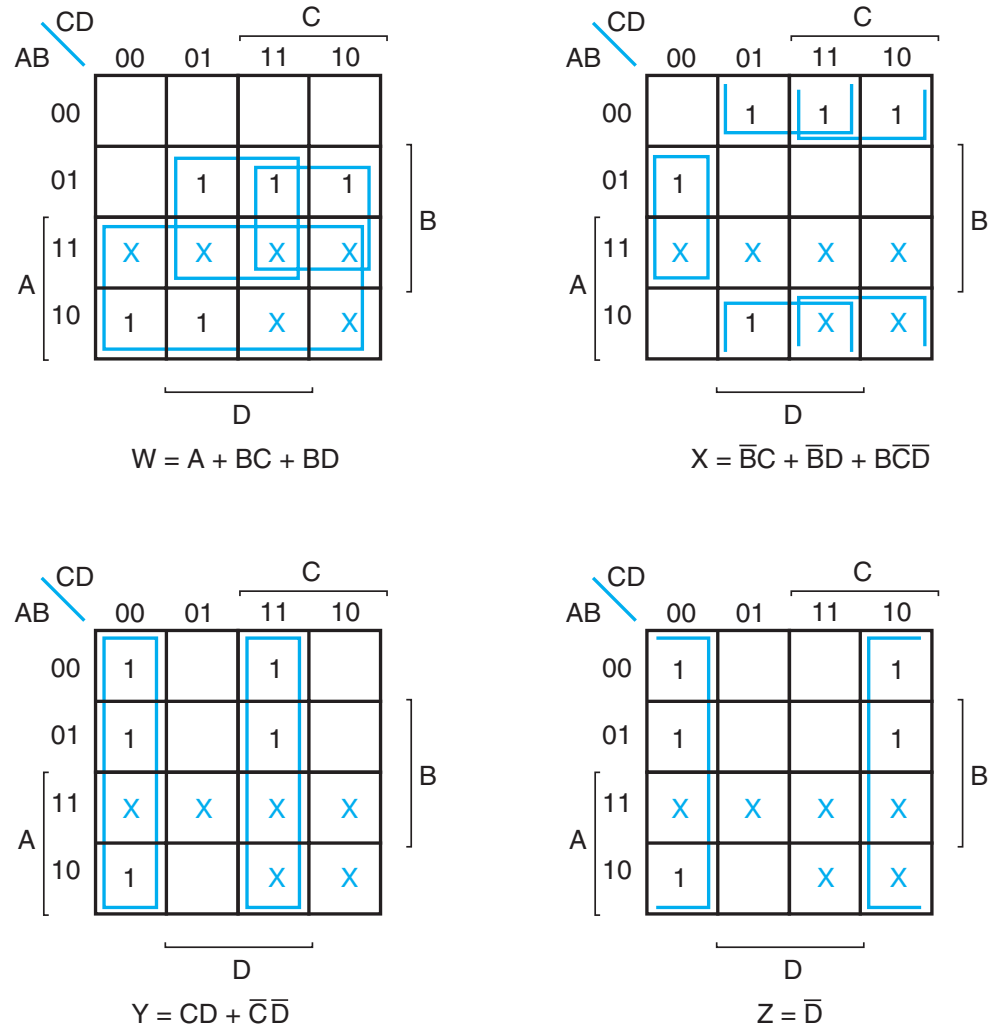 CD C CD C
AB 00 01 11 10 AB 00 01 11 10
00 00 1 1 1
01 1 1 1 B 01 1 B
A 11 X X X X A 11 X X X X
10 1 1 X X 10 1 X X
D D
W = A + BC + BD X = B̅C + B̅D + BC̅D̅
CD C CD C
AB 00 01 11 10 AB 00 01 11 10
00 1 1 00 1 1
01 1 1 B 01 1 1 B
A 11 X X X X A 11 X X X X
10 1 X X 10 1 X X
D D
Y = CD + C̅D̅ Z = D̅